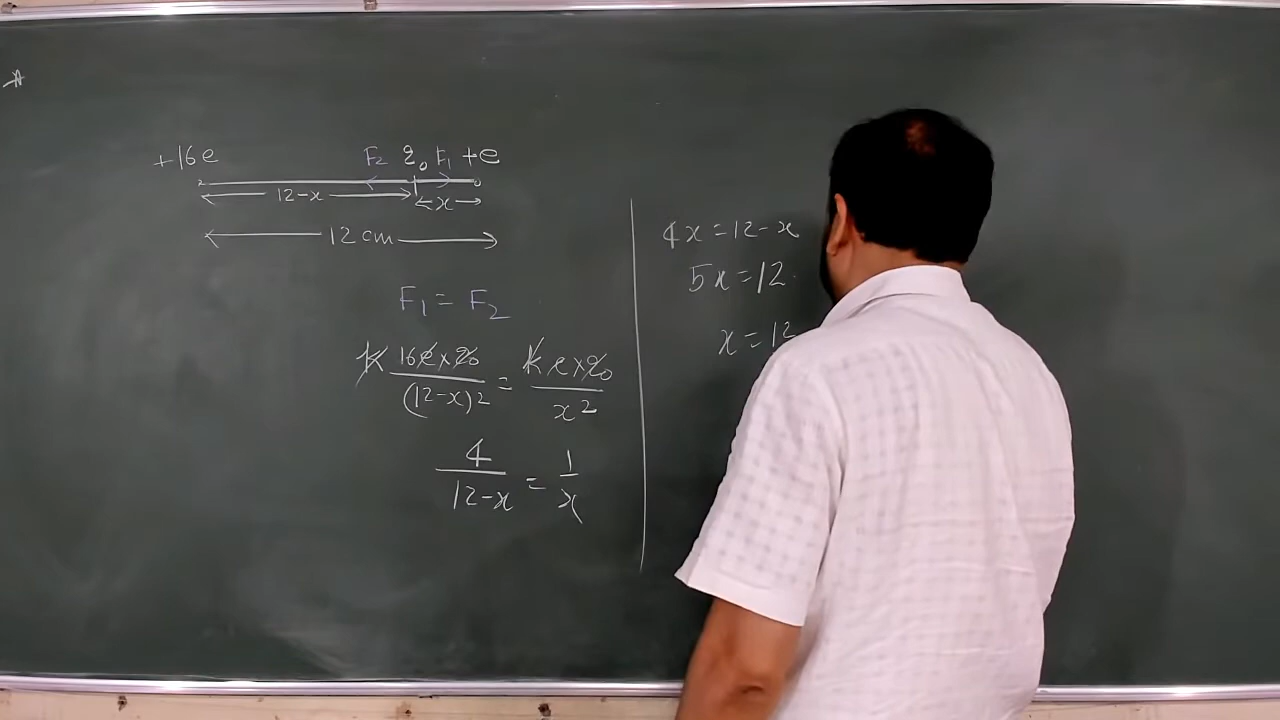 +16e F₂ q₀ F₁ +e
12-x x
12 cm
F₁ = F₂
k 16e×q₀ / (12-x)² = k e×q₀ / x²
4 / 12-x = 1 / x
4x = 12-x
5x = 12
x = 12